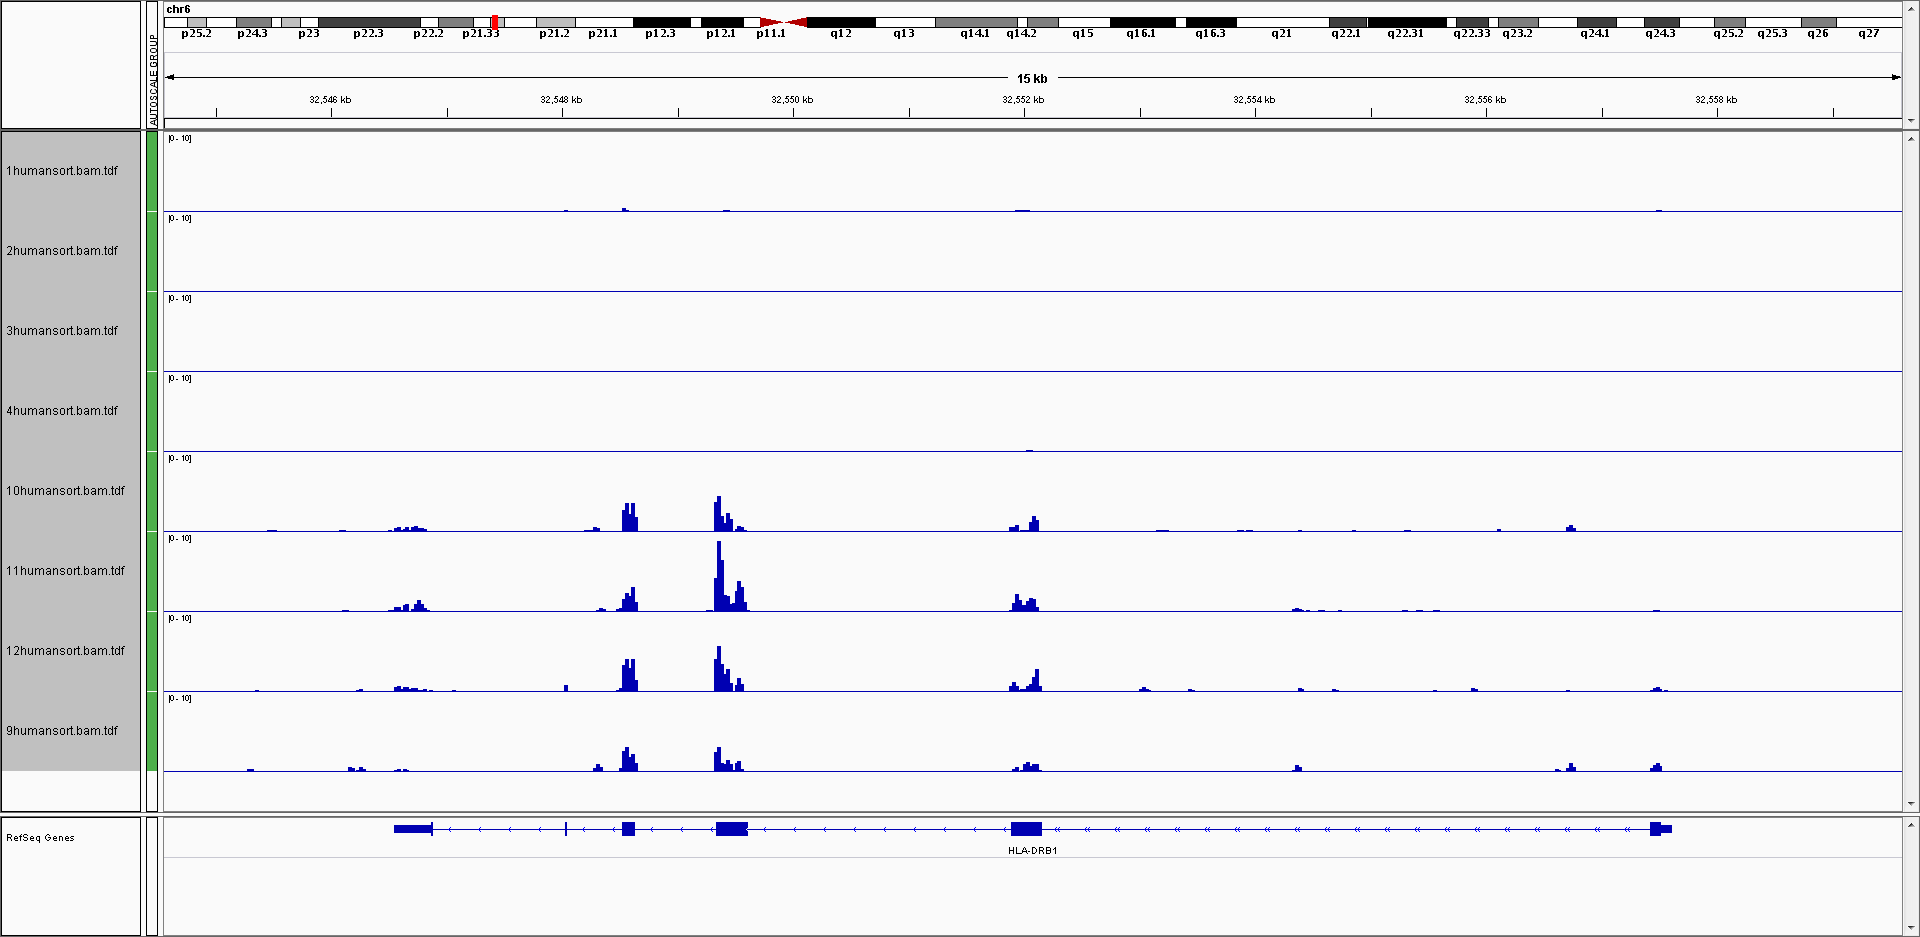 chr6
p25.2 p24.3 p23 p22.3 p22.2 p21.33 p21.2 p21.1 p12.3 p12.1 p11.1 q12 q13 q14.1 q14.2 q15 q16.1 q16.3 q21 q22.1 q22.31 q22.33 q23.2 q24.1 q24.3 q25.2 q25.3 q26 q27
AUTOSCALE GROUP
15 kb
32,546 kb 32,548 kb 32,550 kb 32,552 kb 32,554 kb 32,556 kb 32,558 kb
[0 - 10]
1humansort.bam.tdf
[0 - 10]
2humansort.bam.tdf
[0 - 10]
3humansort.bam.tdf
[0 - 10]
4humansort.bam.tdf
[0 - 10]
10humansort.bam.tdf
[0 - 10]
11humansort.bam.tdf
[0 - 10]
12humansort.bam.tdf
[0 - 10]
9humansort.bam.tdf
RefSeq Genes
HLA-DRB1